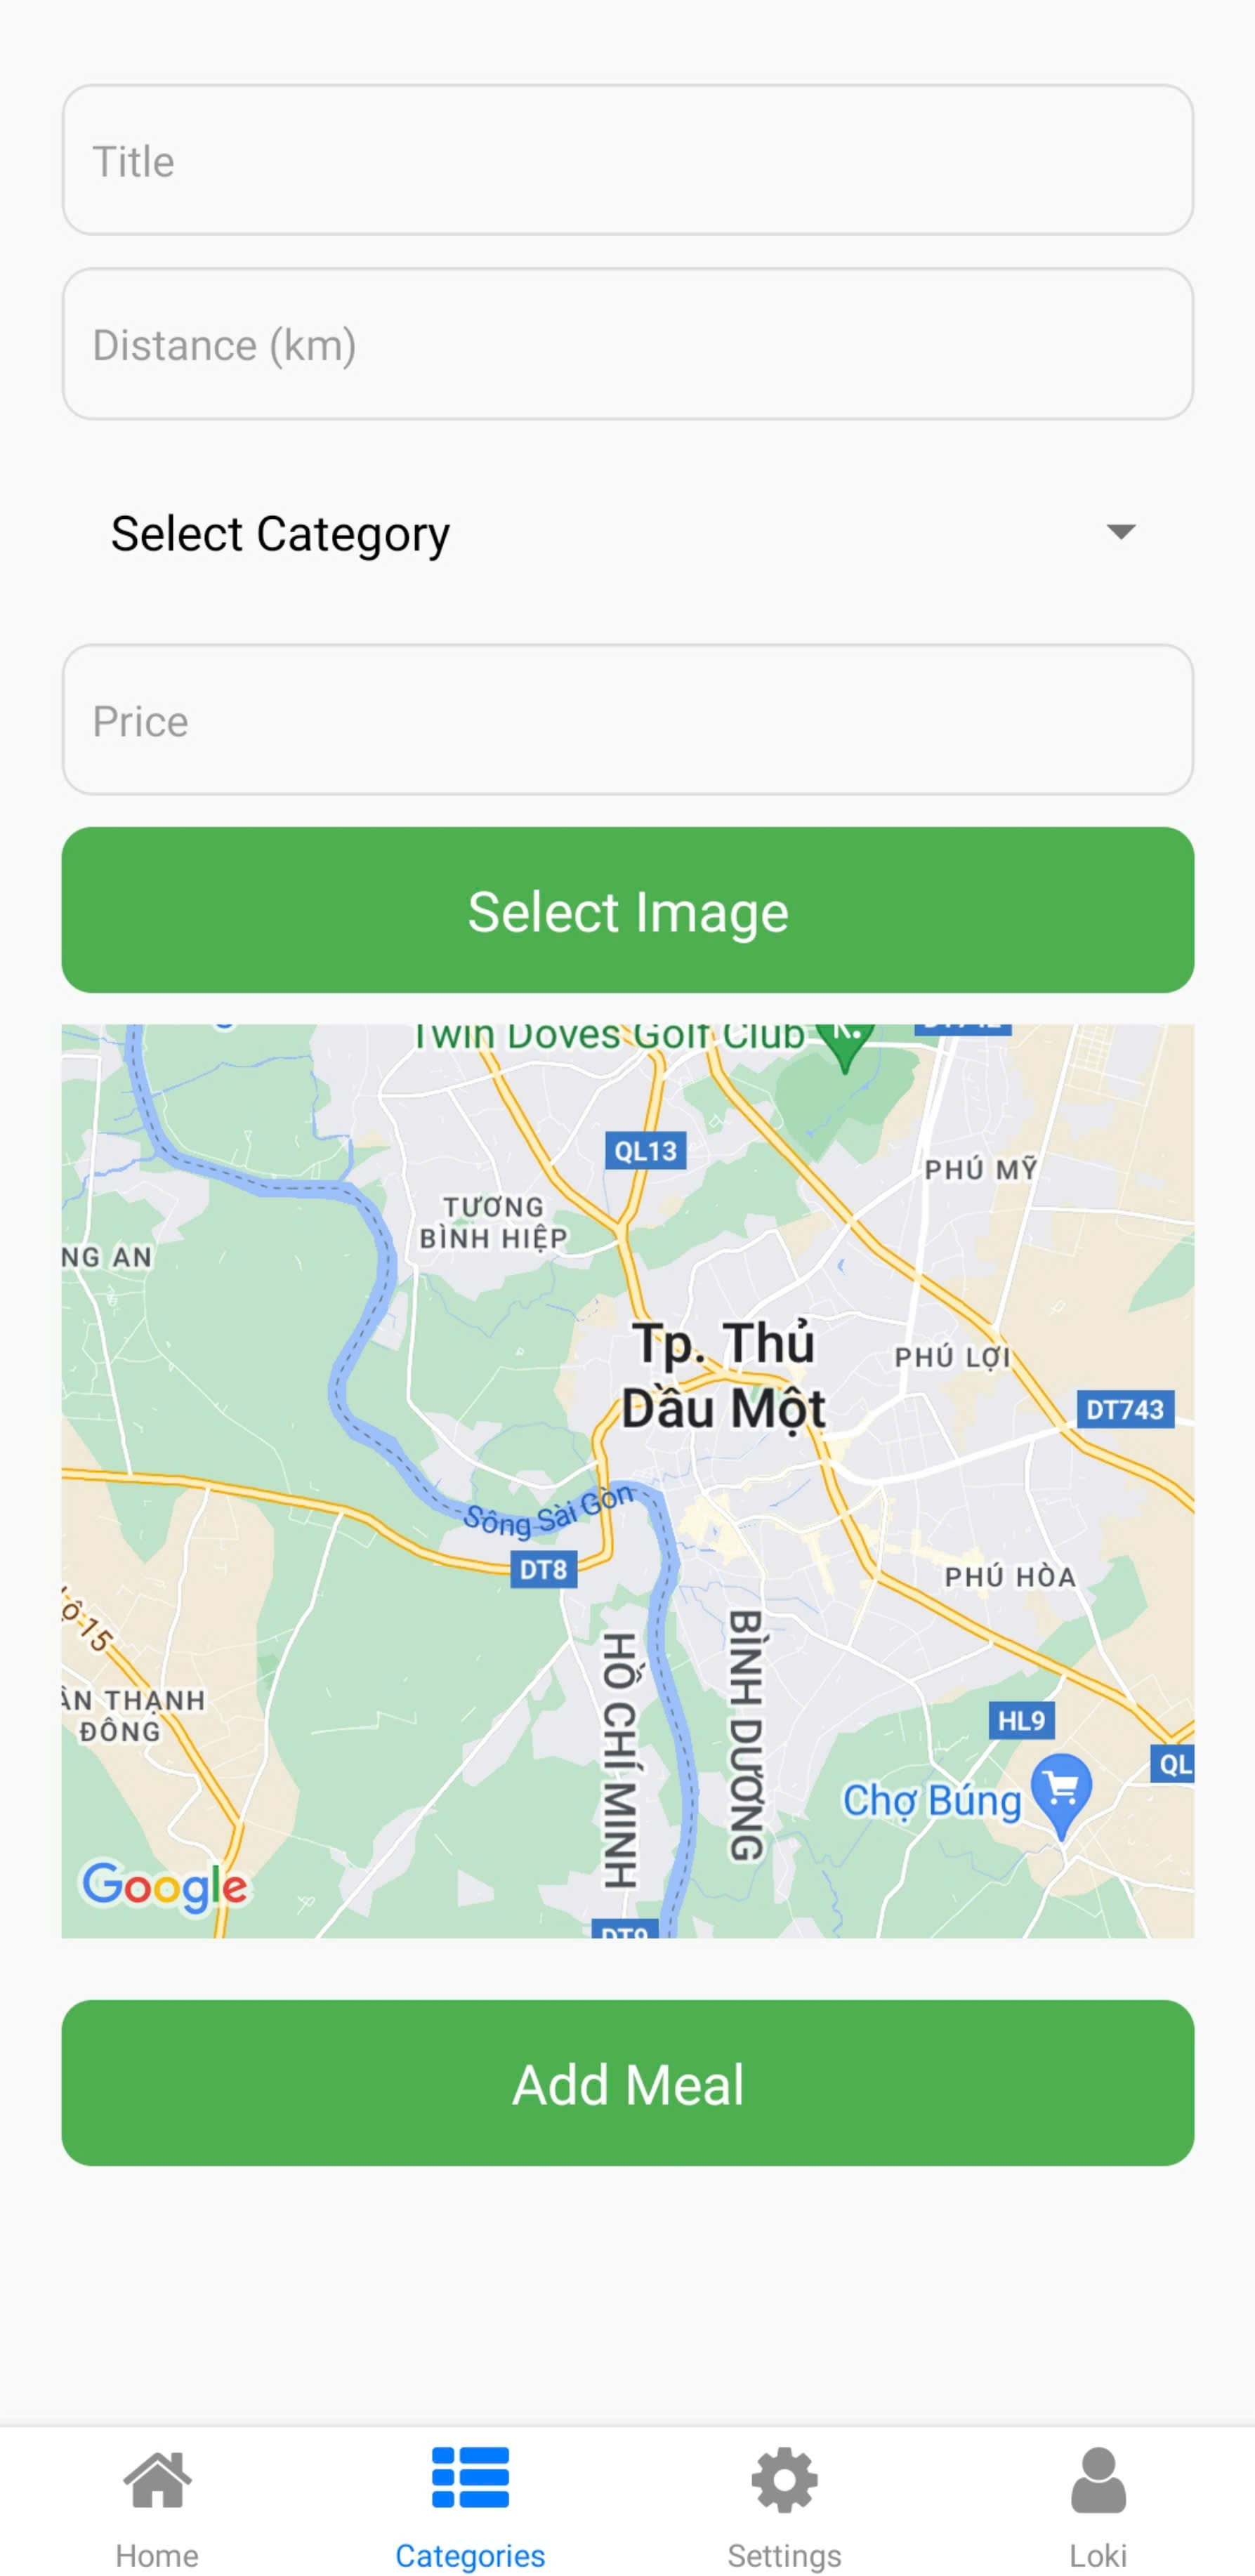 Title
Distance (km)
Select Category
Price
Select Image
Twin Doves Golf Club
QL13
PHÚ MỸ
TƯƠNG
BÌNH HIỆP
NG AN
Tp. Thủ
Dầu Một
PHÚ LỢI
DT743
Sông Sài Gòn
DT8
PHÚ HÒA
HỒ CHÍ MINH
BÌNH DƯƠNG
ÂN THẠNH
ĐÔNG
HL9
QL
Chợ Búng
Google
Add Meal
Home
Categories
Settings
Loki